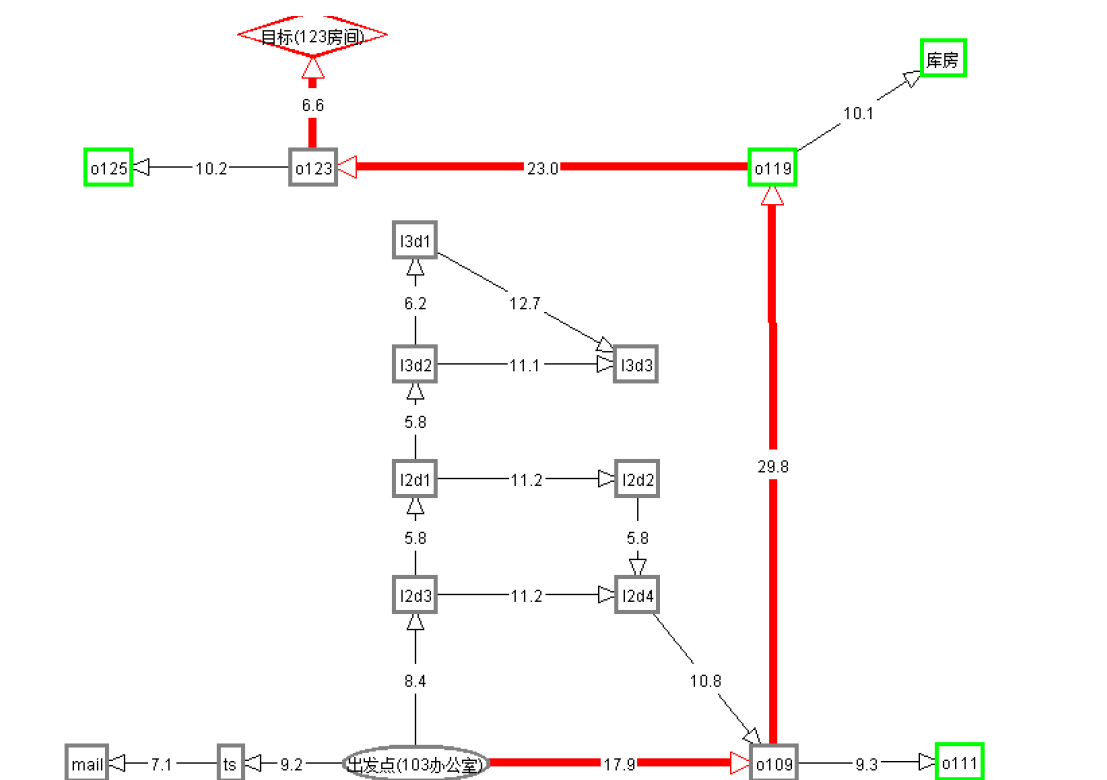 目标(123房间)
库房
6.6
10.1
o125
10.2
o123
23.0
o119
l3d1
6.2
12.7
l3d2
11.1
l3d3
5.8
29.8
l2d1
11.2
l2d2
5.8
5.8
l2d3
11.2
l2d4
8.4
10.8
mail
7.1
ts
9.2
出发点(103办公室)
17.9
o109
9.3
o111